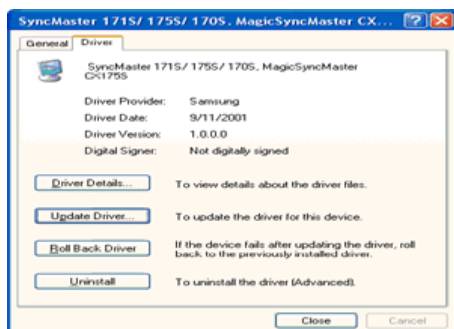 SyncMaster 171S/ 175S/ 170S, MagicSyncMaster CX...
General Driver
SyncMaster 171S/ 175S/ 170S, MagicSyncMaster
CX175S
Driver Provider: Samsung
Driver Date: 9/11/2001
Driver Version: 1.0.0.0
Digital Signer: Not digitally signed
Driver Details... To view details about the driver files.
Update Driver... To update the driver for this device.
Roll Back Driver If the device fails after updating the driver, roll
back to the previously installed driver.
Uninstall To uninstall the driver (Advanced).
Close Cancel